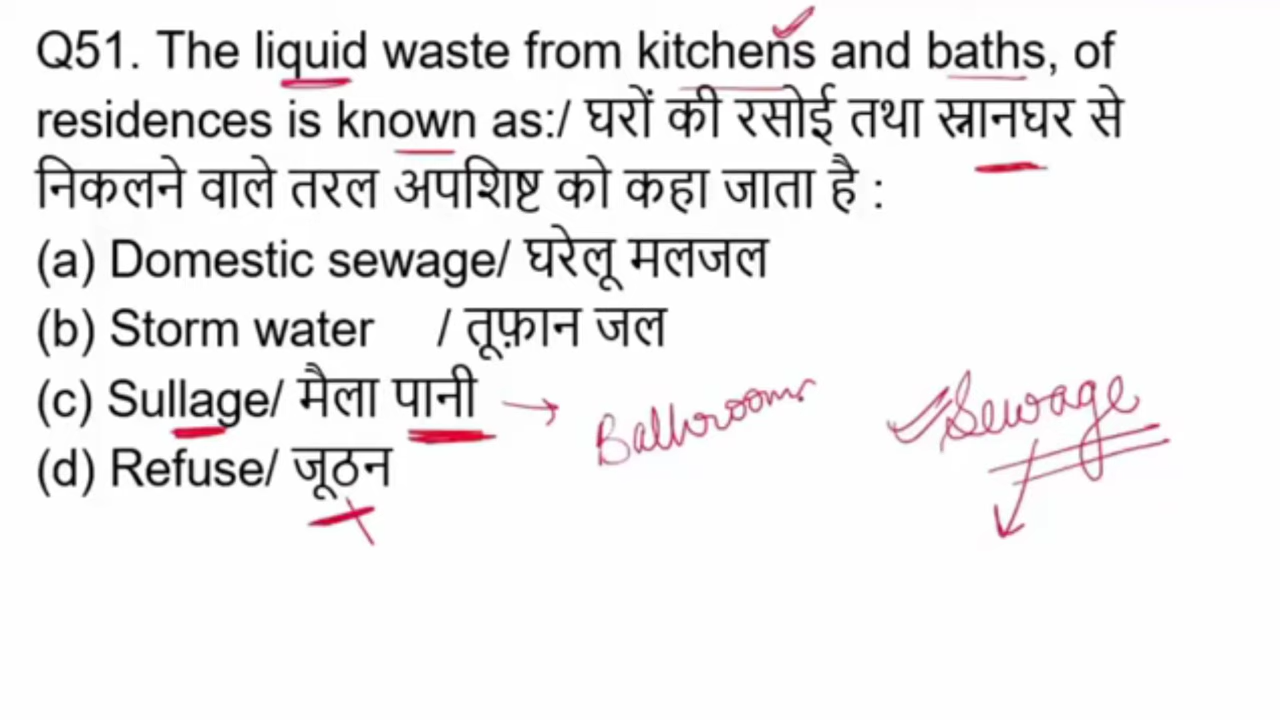 Q51. The liquid waste from kitchens and baths, of
residences is known as:/ घरों की रसोई तथा स्नानघर से
निकलने वाले तरल अपशिष्ट को कहा जाता है :
(a) Domestic sewage/ घरेलू मलजल
(b) Storm water / तूफ़ान जल
(c) Sullage/ मैला पानी → Bathrooms Sewage
(d) Refuse/ जूठन